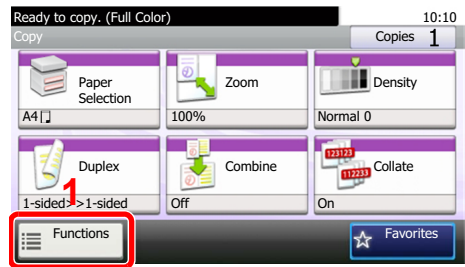 Ready to copy. (Full Color) 10:10
Copy Copies 1
Paper Selection Zoom Density
A4 100% Normal 0
123123
112233
Duplex Combine Collate
1-sided>>1-sided Off On
1
Functions Favorites